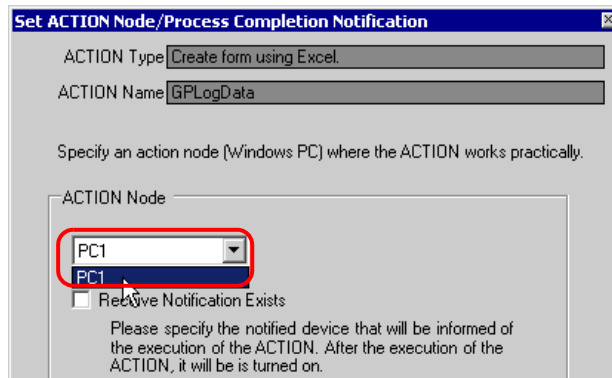 Set ACTION Node/Process Completion Notification
ACTION Type Create form using Excel.
ACTION Name GPLogData
Specify an action node (Windows PC) where the ACTION works practically.
ACTION Node
PC1
PC1
Receive Notification Exists
Please specify the notified device that will be informed of
the execution of the ACTION. After the execution of the
ACTION, it will be is turned on.